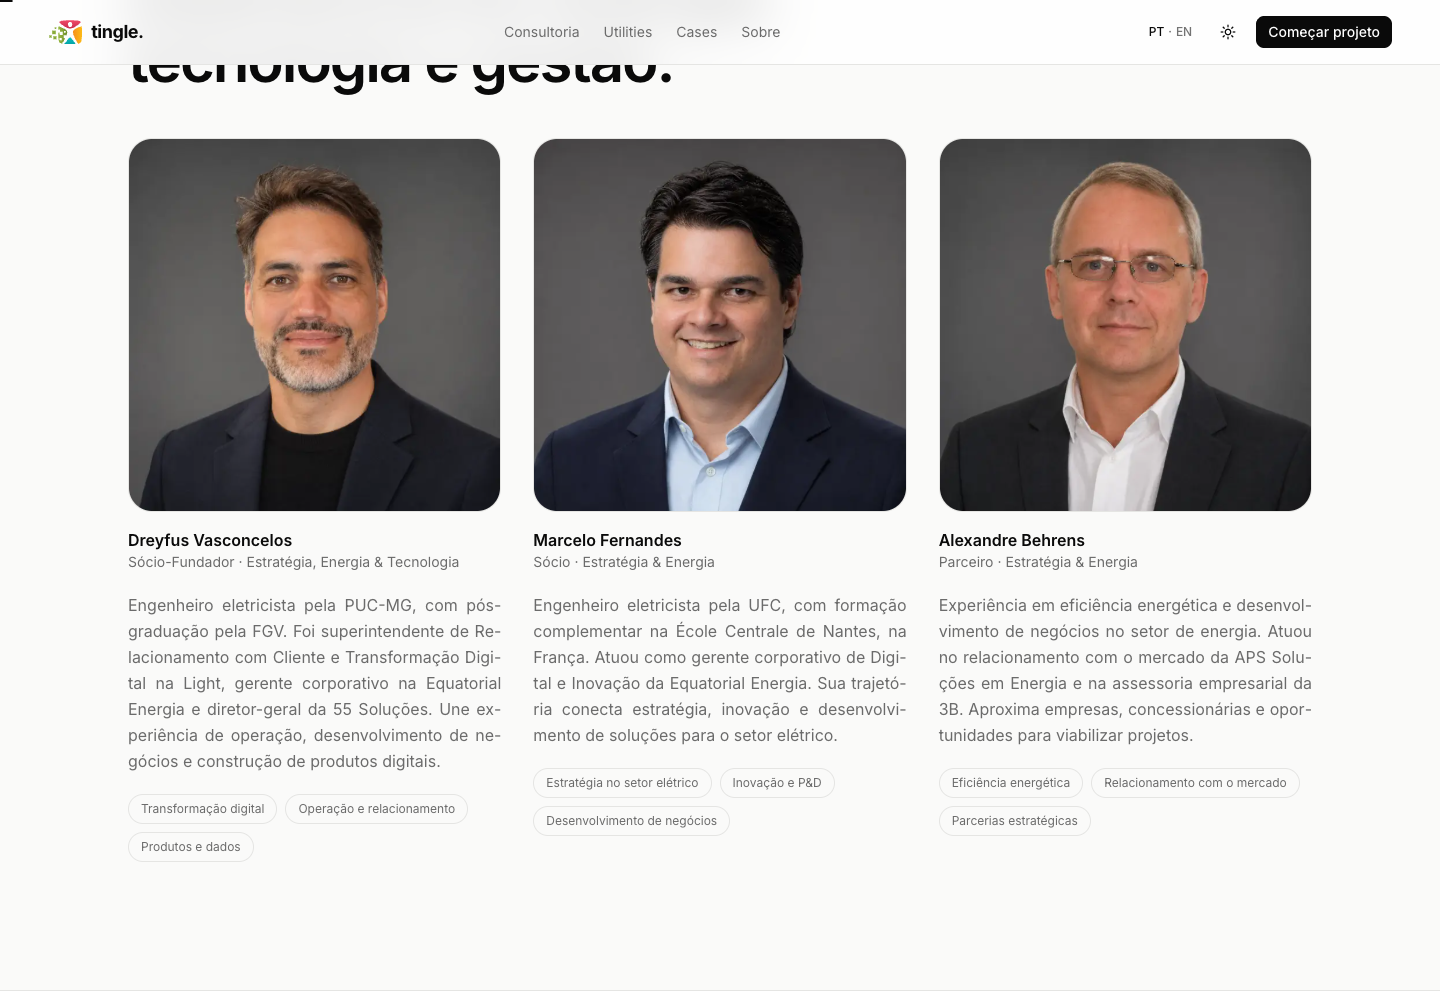 tingle.
Consultoria
Utilities
Cases
Sobre
PT · EN
Começar projeto
tecnologia e gestão.
Dreyfus Vasconcelos
Sócio-Fundador · Estratégia, Energia & Tecnologia
Engenheiro eletricista pela PUC-MG, com pós-
graduação pela FGV. Foi superintendente de Re-
lacionamento com Cliente e Transformação Digi-
tal na Light, gerente corporativo na Equatorial
Energia e diretor-geral da 55 Soluções. Une ex-
periência de operação, desenvolvimento de ne-
gócios e construção de produtos digitais.
Transformação digital
Operação e relacionamento
Produtos e dados
Marcelo Fernandes
Sócio · Estratégia & Energia
Engenheiro eletricista pela UFC, com formação
complementar na École Centrale de Nantes, na
França. Atuou como gerente corporativo de Digi-
tal e Inovação da Equatorial Energia. Sua trajetó-
ria conecta estratégia, inovação e desenvolvi-
mento de soluções para o setor elétrico.
Estratégia no setor elétrico
Inovação e P&D
Desenvolvimento de negócios
Alexandre Behrens
Parceiro · Estratégia & Energia
Experiência em eficiência energética e desenvol-
vimento de negócios no setor de energia. Atuou
no relacionamento com o mercado da APS Solu-
ções em Energia e na assessoria empresarial da
3B. Aproxima empresas, concessionárias e opor-
tunidades para viabilizar projetos.
Eficiência energética
Relacionamento com o mercado
Parcerias estratégicas